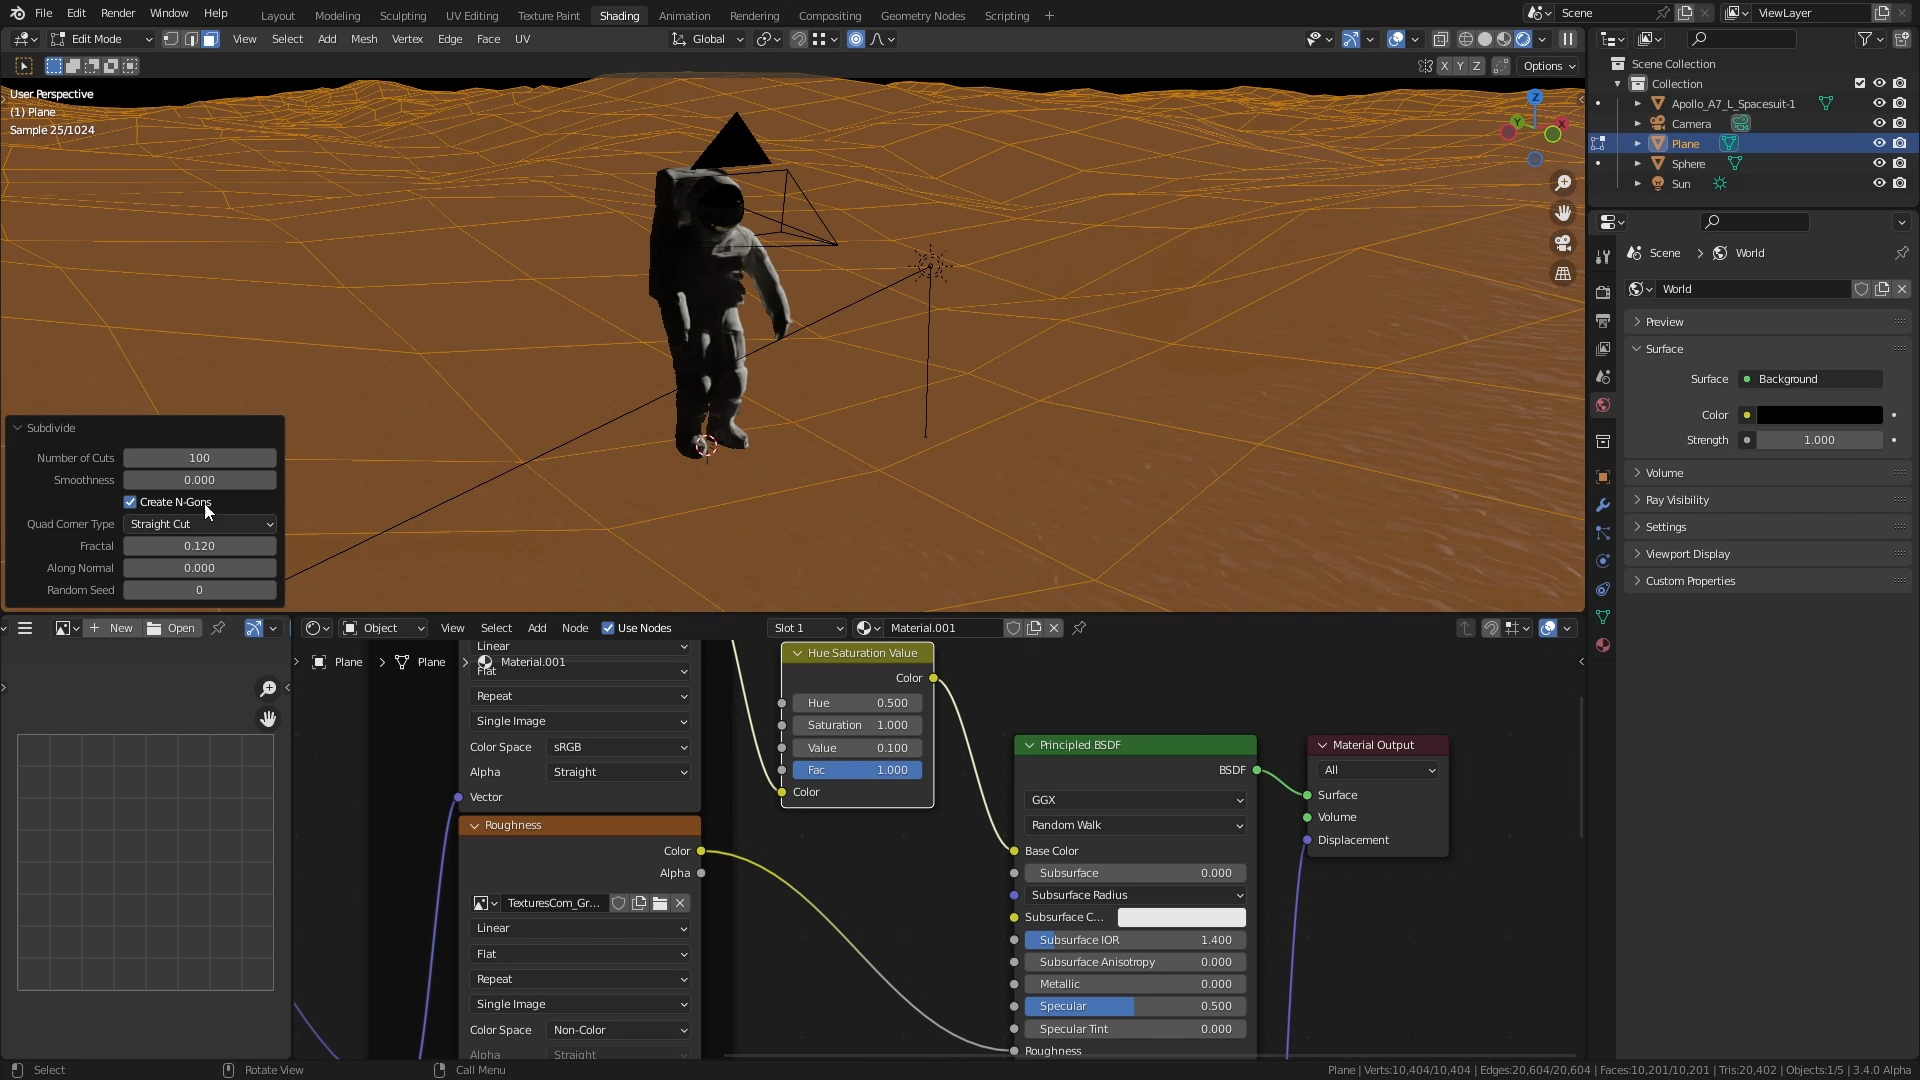 File Edit Render Window Help Layout Modeling Sculpting UV Editing Texture Paint Shading Animation Rendering Compositing Geometry Nodes Scripting + Scene ViewLayer
Edit Mode View Select Add Mesh Vertex Edge Face UV Global
X Y Z Options
User Perspective
(1) Plane
Sample 25/1024
Z
Y
X
Scene Collection
Collection
Apollo_A7_L_Spacesuit-1
Camera
Plane
Sphere
Sun
Scene > World
World
Preview
Surface
Surface Background
Color
Strength 1.000
Volume
Ray Visibility
Settings
Viewport Display
Custom Properties
Subdivide
Number of Cuts 100
Smoothness 0.000
Create N-Gons
Quad Corner Type Straight Cut
Fractal 0.120
Along Normal 0.000
Random Seed 0
+ New Open Object View Select Add Node Use Nodes Slot 1 Material.001
Plane > Plane > Material.001
Linear
Flat
Repeat
Single Image
Color Space sRGB
Alpha Straight
Vector
Roughness
Color
Alpha
TexturesCom_Gr...
Linear
Flat
Repeat
Single Image
Color Space Non-Color
Alpha Straight
Hue Saturation Value
Color
Hue 0.500
Saturation 1.000
Value 0.100
Fac 1.000
Color
Principled BSDF
BSDF
GGX
Random Walk
Base Color
Subsurface 0.000
Subsurface Radius
Subsurface C...
Subsurface IOR 1.400
Subsurface Anisotropy 0.000
Metallic 0.000
Specular 0.500
Specular Tint 0.000
Roughness
Material Output
All
Surface
Volume
Displacement
Select Rotate View Call Menu Plane | Verts:10,404/10,404 | Edges:20,604/20,604 | Faces:10,201/10,201 | Tris:20,402 | Objects:1/5 | 3.4.0 Alpha